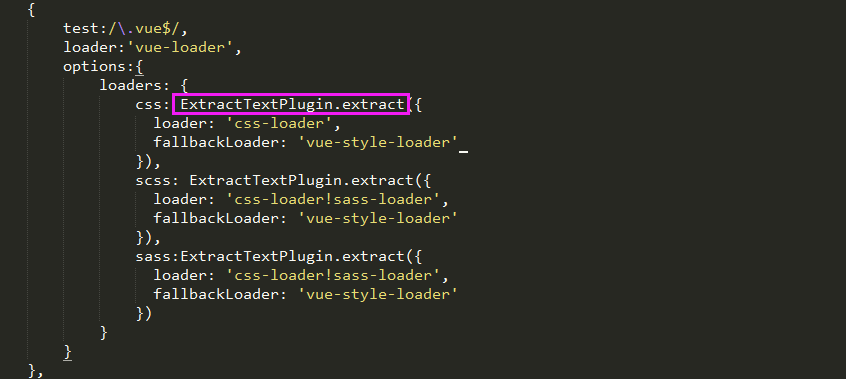 {
test:/\.vue$/,
loader:'vue-loader',
options:{
loaders: {
css: ExtractTextPlugin.extract({
loader: 'css-loader',
fallbackLoader: 'vue-style-loader'
}),
scss: ExtractTextPlugin.extract({
loader: 'css-loader!sass-loader',
fallbackLoader: 'vue-style-loader'
}),
sass:ExtractTextPlugin.extract({
loader: 'css-loader!sass-loader',
fallbackLoader: 'vue-style-loader'
})
}
}
},